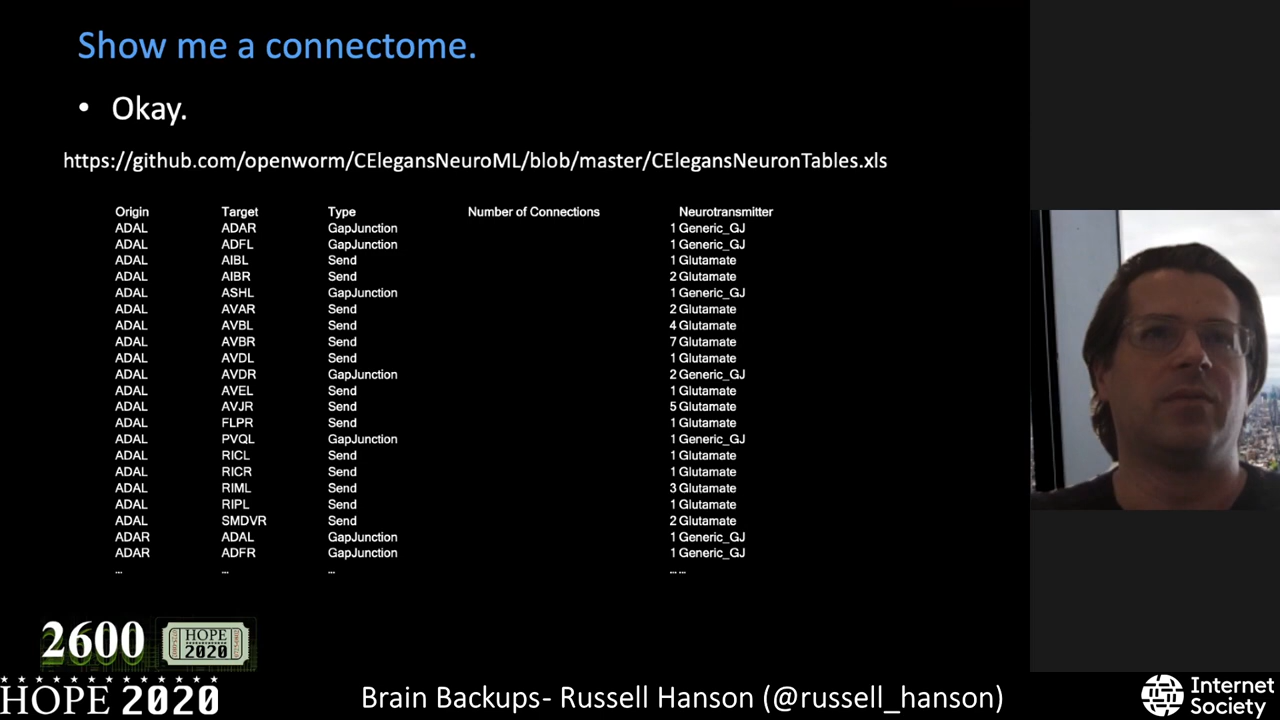 Show me a connectome.
• Okay.
https://github.com/openworm/CElegansNeuroML/blob/master/CElegansNeuronTables.xls
Origin Target Type Number of Connections Neurotransmitter
ADAL ADAR GapJunction 1 Generic_GJ
ADAL ADFL GapJunction 1 Generic_GJ
ADAL AIBL Send 1 Glutamate
ADAL AIBR Send 2 Glutamate
ADAL ASHL GapJunction 1 Generic_GJ
ADAL AVAR Send 2 Glutamate
ADAL AVBL Send 4 Glutamate
ADAL AVBR Send 7 Glutamate
ADAL AVDL Send 1 Glutamate
ADAL AVDR GapJunction 2 Generic_GJ
ADAL AVEL Send 1 Glutamate
ADAL AVJR Send 5 Glutamate
ADAL FLPR Send 1 Glutamate
ADAL PVQL GapJunction 1 Generic_GJ
ADAL RICL Send 1 Glutamate
ADAL RICR Send 1 Glutamate
ADAL RIML Send 3 Glutamate
ADAL RIPL Send 1 Glutamate
ADAL SMDVR Send 2 Glutamate
ADAR ADAL GapJunction 1 Generic_GJ
ADAR ADFR GapJunction 1 Generic_GJ
... ... ... ... ...
2600
HOPE
2020
HOPE 2020
Brain Backups- Russell Hanson (@russell_hanson)
Internet
Society